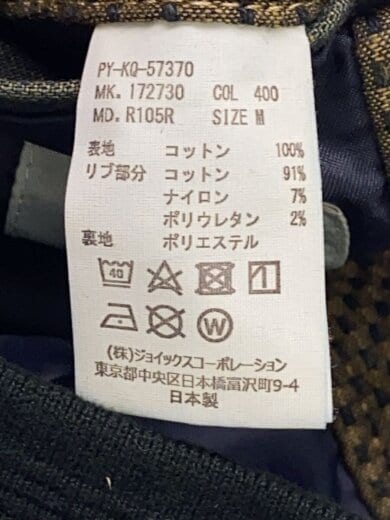 PY-KQ-57370
MK. 172730 COL 400
MD. R105R SIZE M
表地 コットン 100%
リブ部分 コットン 91%
ナイロン 7%
ポリウレタン 2%
裏地 ポリエステル
40
W
(株)ジョイックスコーポレーション
東京都中央区日本橋富沢町9-4
日本製